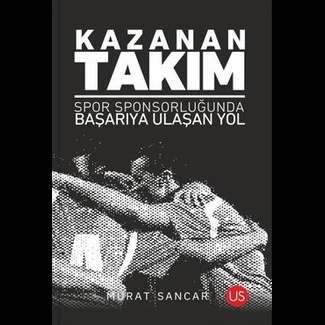 KAZANAN
TAKIM
SPOR SPONSORLUĞUNDA
BAŞARIYA ULAŞAN YOL
MURAT SANCAR
US